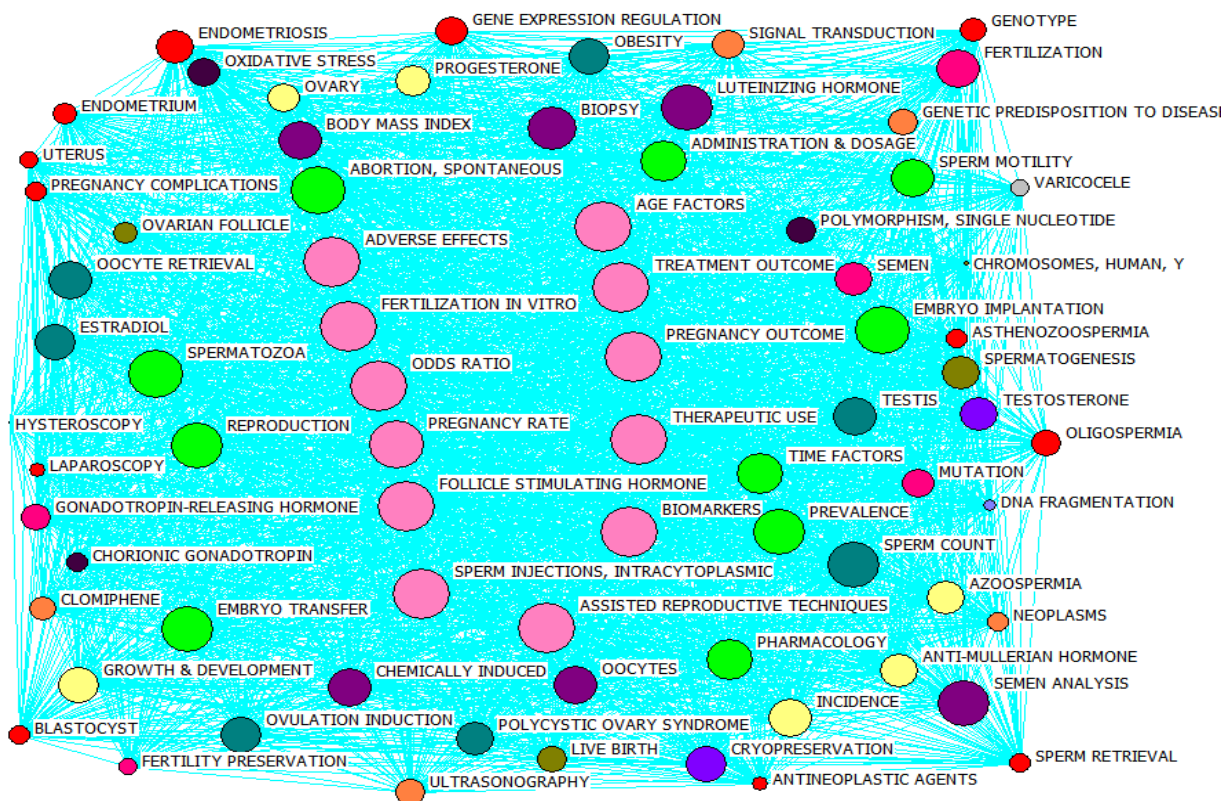 GENE EXPRESSION REGULATION
GENOTYPE
ENDOMETRIOSIS
SIGNAL TRANSDUCTION
OBESITY
FERTILIZATION
OXIDATIVE STRESS
PROGESTERONE
OVARY
LUTEINIZING HORMONE
ENDOMETRIUM
BIOPSY
GENETIC PREDISPOSITION TO DISEASE
BODY MASS INDEX
ADMINISTRATION & DOSAGE
UTERUS
ABORTION, SPONTANEOUS
SPERM MOTILITY
PREGNANCY COMPLICATIONS
VARICOCELE
AGE FACTORS
POLYMORPHISM, SINGLE NUCLEOTIDE
OVARIAN FOLLICLE
ADVERSE EFFECTS
OOCYTE RETRIEVAL
TREATMENT OUTCOME
SEMEN
CHROMOSOMES, HUMAN, Y
FERTILIZATION IN VITRO
EMBRYO IMPLANTATION
ESTRADIOL
PREGNANCY OUTCOME
ASTHENOZOOSPERMIA
SPERMATOZOA
SPERMATOGENESIS
ODDS RATIO
TESTIS
TESTOSTERONE
HYSTEROSCOPY
REPRODUCTION
PREGNANCY RATE
THERAPEUTIC USE
OLIGOSPERMIA
LAPAROSCOPY
TIME FACTORS
MUTATION
FOLLICLE STIMULATING HORMONE
GONADOTROPIN-RELEASING HORMONE
BIOMARKERS
PREVALENCE
DNA FRAGMENTATION
CHORIONIC GONADOTROPIN
SPERM COUNT
SPERM INJECTIONS, INTRACYTOPLASMIC
AZOOSPERMIA
CLOMIPHENE
EMBRYO TRANSFER
ASSISTED REPRODUCTIVE TECHNIQUES
NEOPLASMS
PHARMACOLOGY
GROWTH & DEVELOPMENT
CHEMICALLY INDUCED
OOCYTES
ANTI-MULLERIAN HORMONE
SEMEN ANALYSIS
INCIDENCE
BLASTOCYST
OVULATION INDUCTION
POLYCYSTIC OVARY SYNDROME
LIVE BIRTH
CRYOPRESERVATION
FERTILITY PRESERVATION
SPERM RETRIEVAL
ULTRASONOGRAPHY
ANTINEOPLASTIC AGENTS